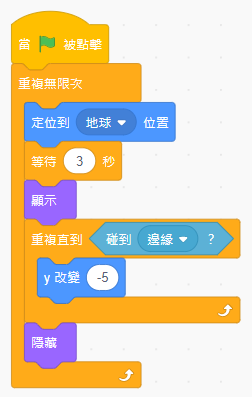 當 被點擊
重複無限次
定位到 地球 位置
等待 3 秒
顯示
重複直到 碰到 邊緣 ?
y 改變 -5
隱藏